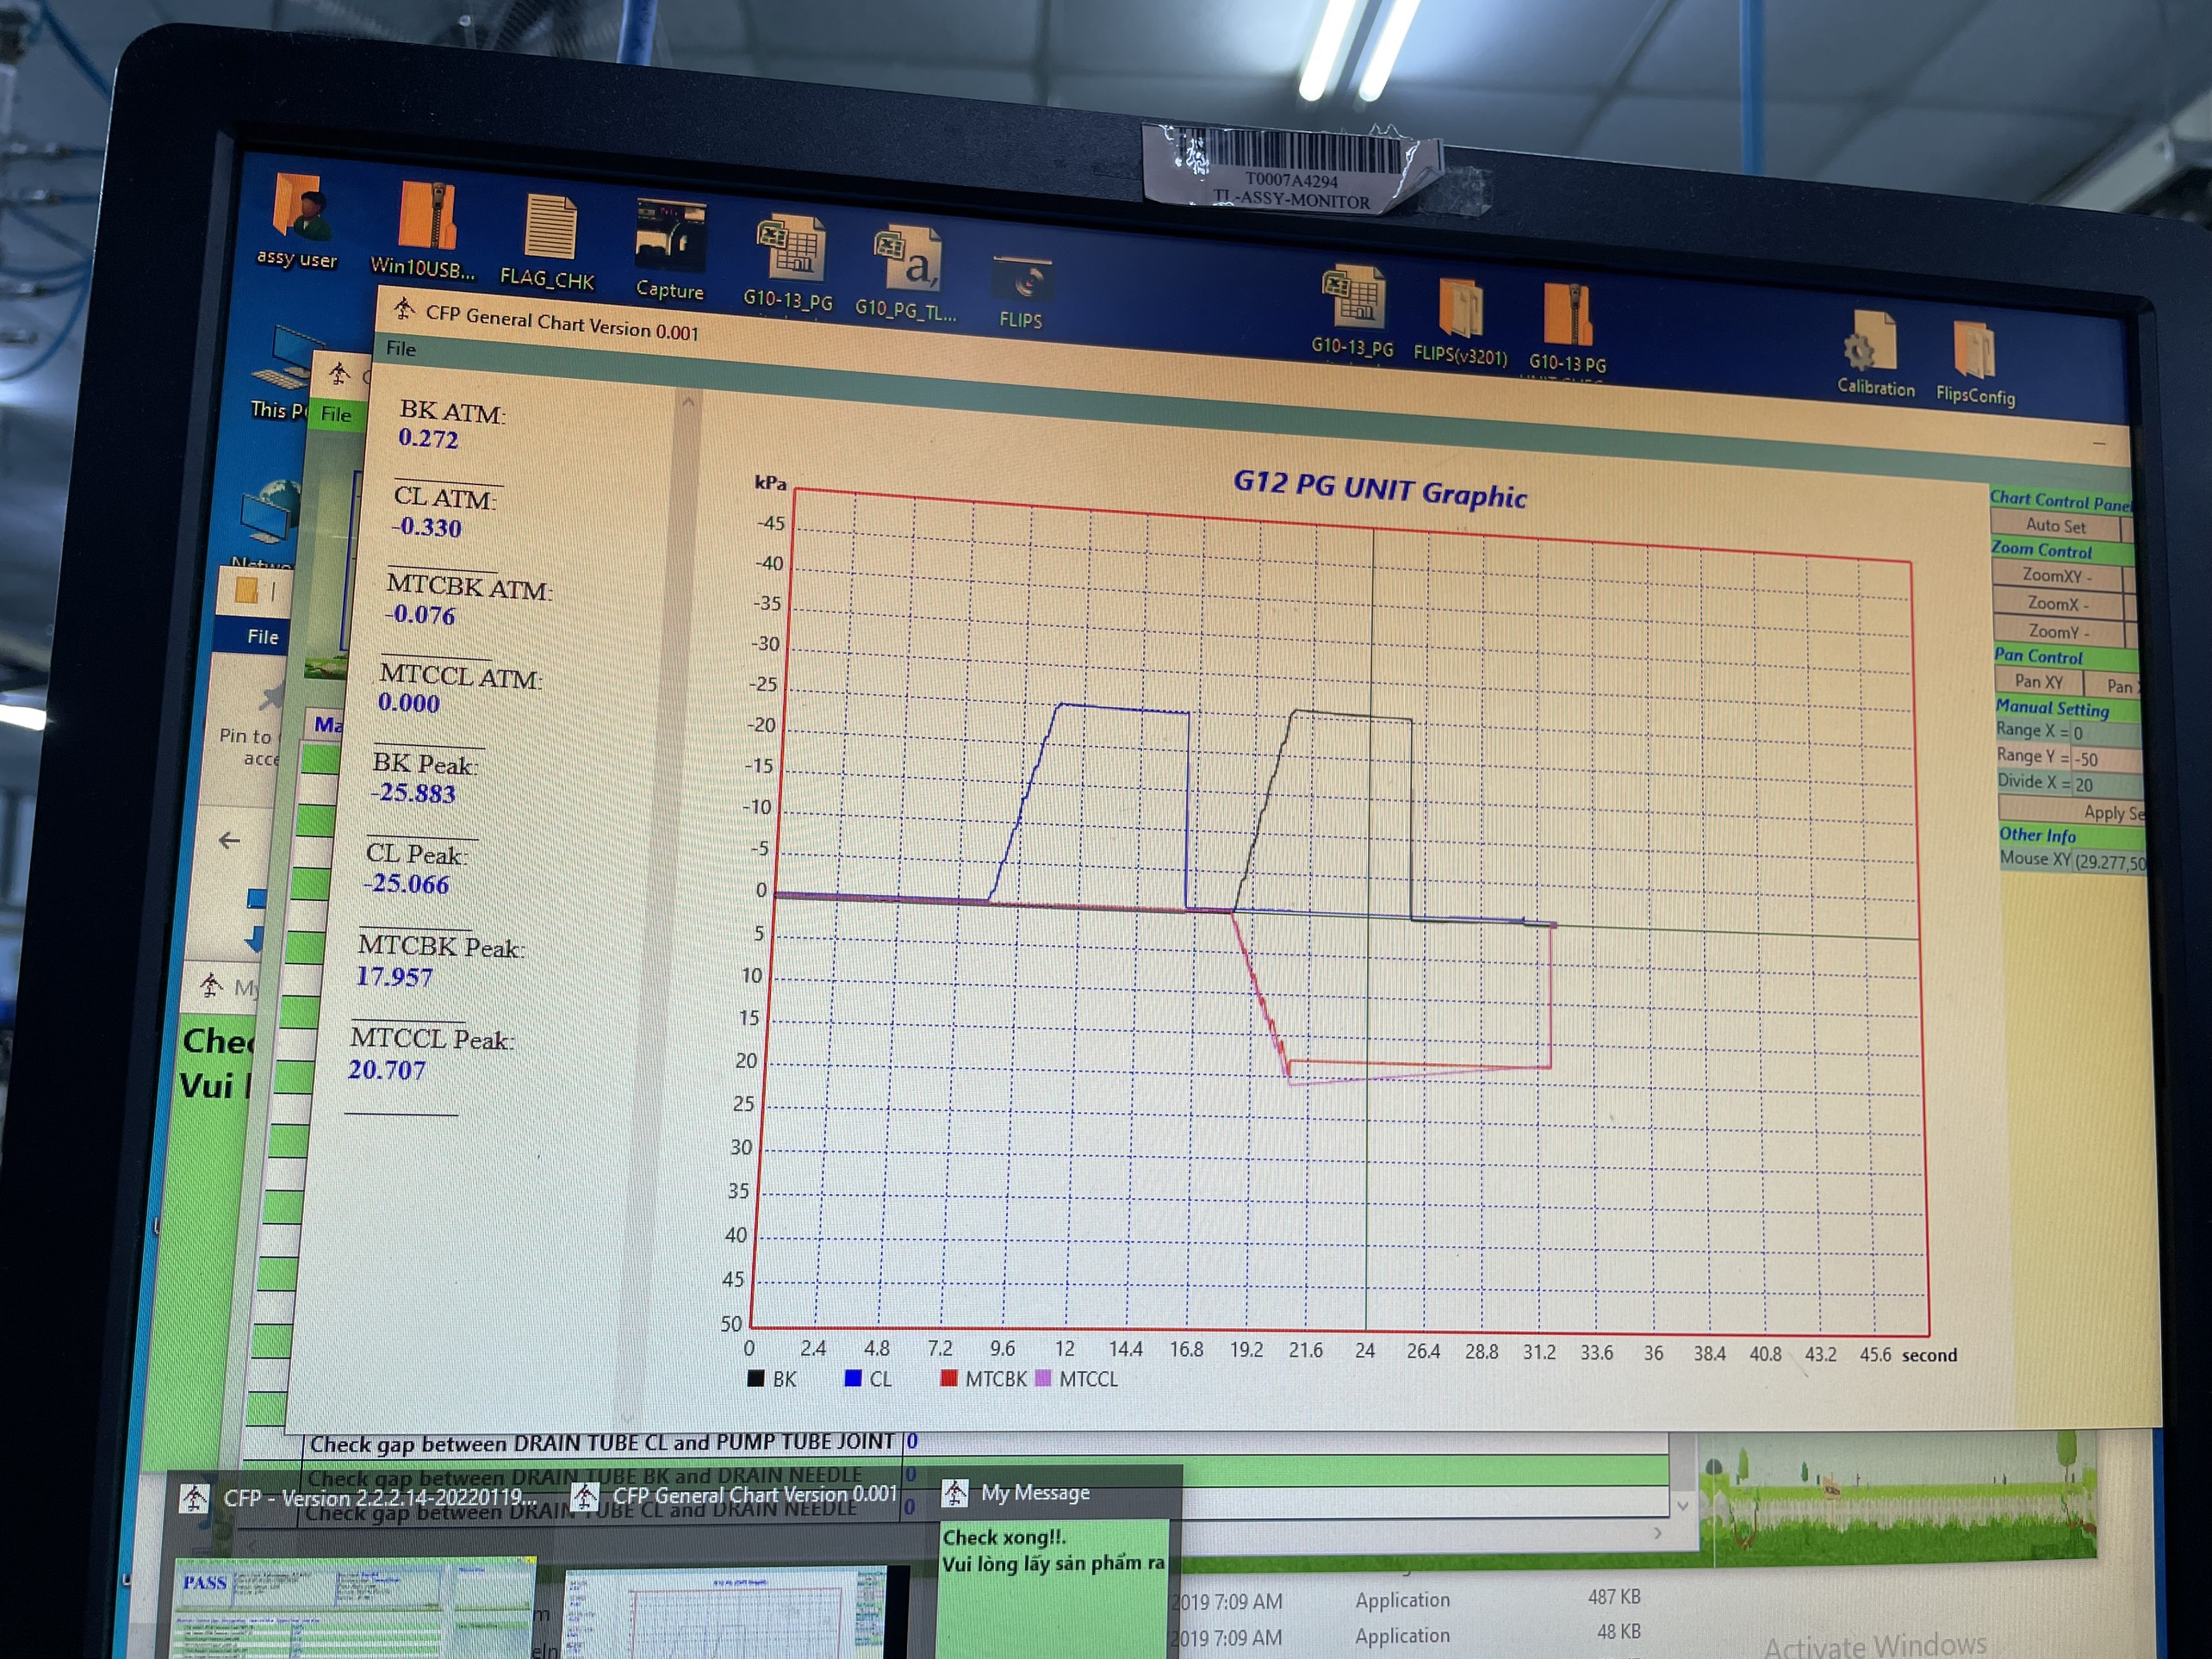 T0007A4294
TL-ASSY-MONITOR
assy user
Win10USB...
FLAG_CHK
Capture
G10-13_PG
G10_PG_TL...
FLIPS
G10-13_PG
FLIPS(v3201)
G10-13 PG
Calibration
FlipsConfig
This P
CFP General Chart Version 0.001
File
File
File
Pin to
acce
Ma
My
Chec
Vui l
BK ATM:
0.272
CL ATM:
-0.330
MTCBK ATM:
-0.076
MTCCL ATM:
0.000
BK Peak:
-25.883
CL Peak:
-25.066
MTCBK Peak:
17.957
MTCCL Peak:
20.707
G12 PG UNIT Graphic
kPa
-45
-40
-35
-30
-25
-20
-15
-10
-5
0
5
10
15
20
25
30
35
40
45
50
0 2.4 4.8 7.2 9.6 12 14.4 16.8 19.2 21.6 24 26.4 28.8 31.2 33.6 36 38.4 40.8 43.2 45.6 second
BK CL MTCBK MTCCL
Chart Control Pane
Auto Set
Zoom Control
ZoomXY -
ZoomX -
ZoomY -
Pan Control
Pan XY Pan
Manual Setting
Range X = 0
Range Y = -50
Divide X = 20
Apply Se
Other Info
Mouse XY (29.277,50
Check gap between DRAIN TUBE CL and PUMP TUBE JOINT 0
Check gap between DRAIN TUBE BK and DRAIN NEEDLE 0
Check gap between DRAIN TUBE CL and DRAIN NEEDLE 0
CFP - Version 2.2.2.14-20220119...
CFP General Chart Version 0.001
My Message
PASS
Check xong!!.
Vui lòng lấy sản phẩm ra
2019 7:09 AM Application 487 KB
2019 7:09 AM Application 48 KB
Activate Windows